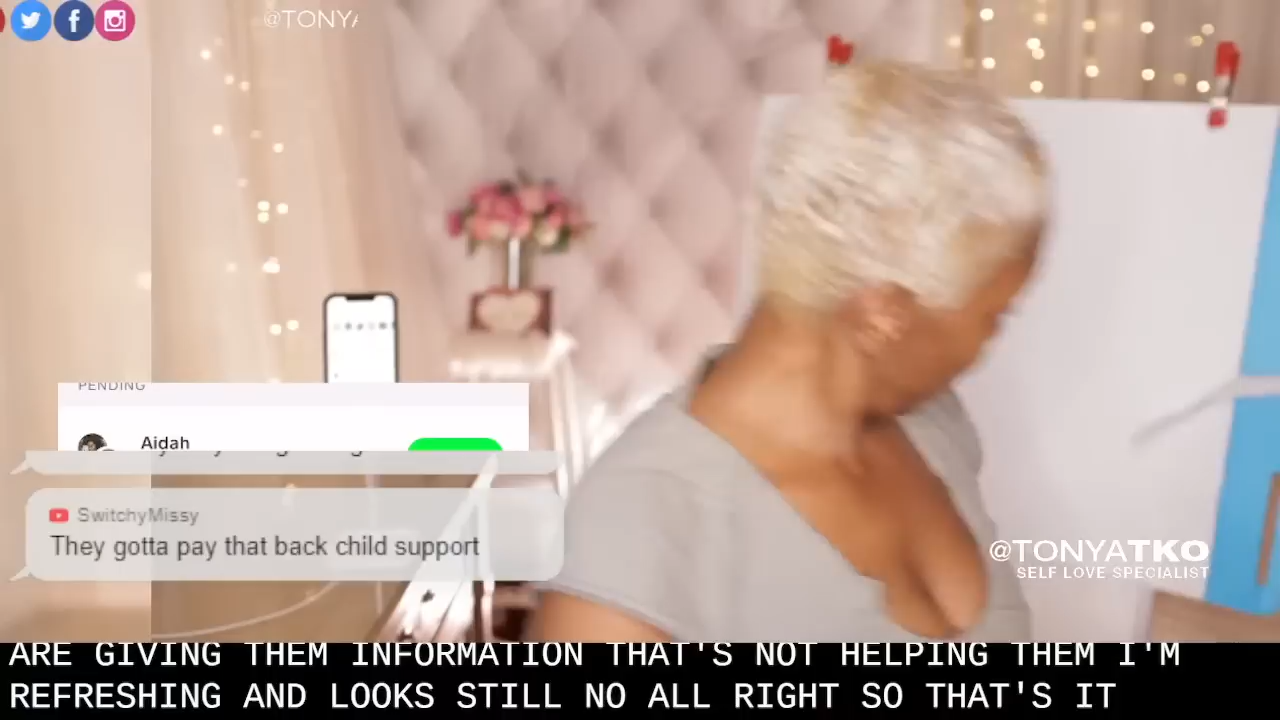 @TONYA
PENDING
Aidah
SwitchyMissy
They gotta pay that back child support
@TONYATKO
SELF LOVE SPECIALIST
ARE GIVING THEM INFORMATION THAT'S NOT HELPING THEM I'M
REFRESHING AND LOOKS STILL NO ALL RIGHT SO THAT'S IT